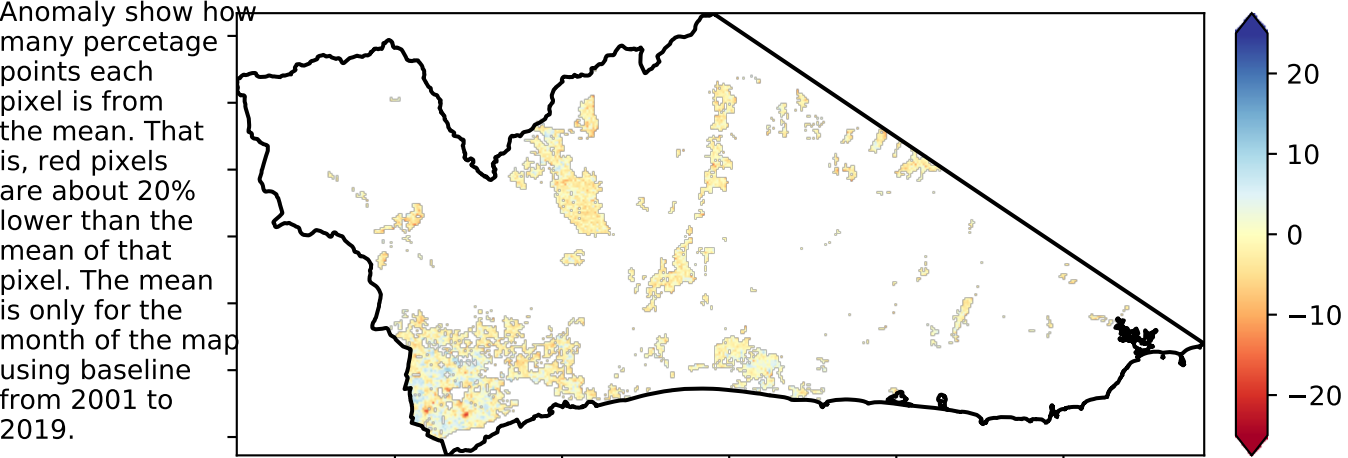 Anomaly show how
many percetage
points each
pixel is from
the mean. That
is, red pixels
are about 20%
lower than the
mean of that
pixel. The mean
is only for the
month of the map
using baseline
from 2001 to
2019.
20
10
0
−10
−20